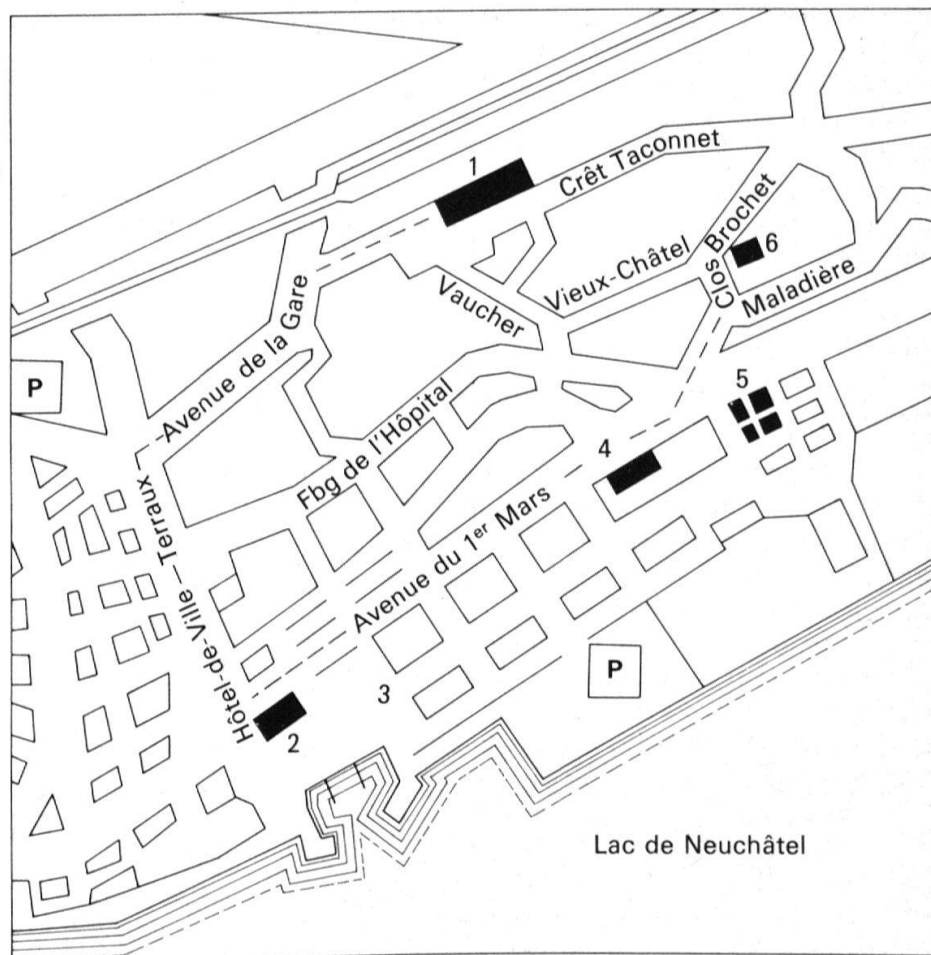 1
Crêt Taconnet
Clos Brochet
6
Vieux-Châtel
Maladière
Avenue de la Gare
Vaucher
P
5
4
Fbg de l'Hôpital
Hôtel-de-Ville–Terraux
Avenue du 1er Mars
P
3
2
Lac de Neuchâtel